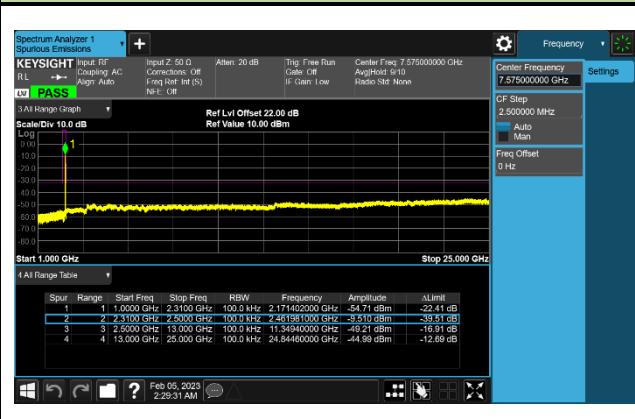 Spectrum Analyzer 1
Spurious Emissions
+
Frequency
KEYSIGHT Input: RF Input Z: 50 Ω Atten: 20 dB Trig: Free Run Center Freq: 7.575000000 GHz
RL Coupling: AC Corrections: Off Gate: Off Avg|Hold: 9/10
Align: Auto Freq Ref: Int (S) IF Gain: Low Radio Std: None
NFE: Off
LW PASS
Center Frequency
7.575000000 GHz
Settings
CF Step
2.500000 MHz
Auto
Man
Freq Offset
0 Hz
3 All Range Graph
Ref Lvl Offset 22.00 dB
Scale/Div 10.0 dB Ref Value 10.00 dBm
Log
0.00
1
-10.0
-20.0
-30.0
-40.0
-50.0
-60.0
-70.0
-80.0
Start 1.000 GHz Stop 25.000 GHz
4 All Range Table
Spur Range Start Freq Stop Freq RBW Frequency Amplitude ΔLimit
1 1 1.0000 GHz 2.3100 GHz 100.0 kHz 2.171402000 GHz -54.71 dBm -22.41 dB
2 2 2.3100 GHz 2.5000 GHz 100.0 kHz 2.461981000 GHz -9.510 dBm -39.51 dB
3 3 2.5000 GHz 13.000 GHz 100.0 kHz 11.34940000 GHz -49.21 dBm -16.91 dB
4 4 13.000 GHz 25.000 GHz 100.0 kHz 24.84460000 GHz -44.99 dBm -12.69 dB
? Feb 05, 2023
2:29:31 AM